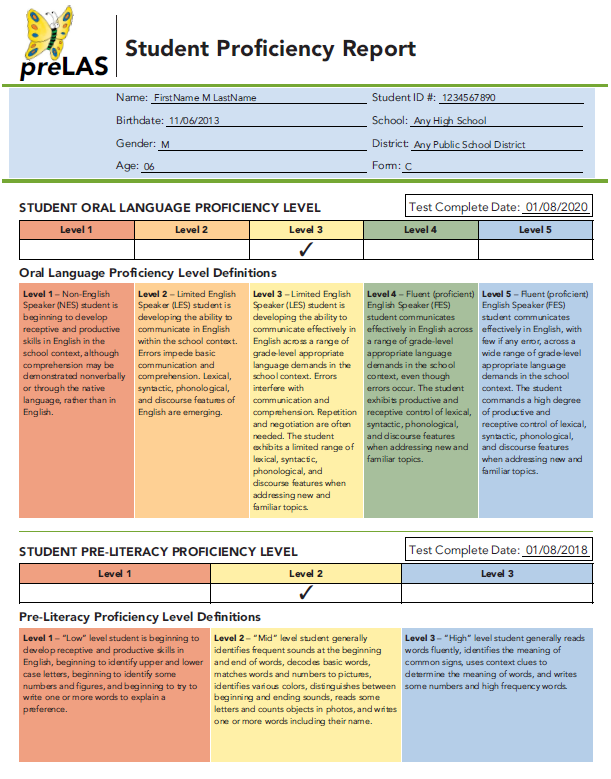 preLAS
Student Proficiency Report
Name: FirstName M LastName
Student ID #: 1234567890
Birthdate: 11/06/2013
School: Any High School
Gender: M
District: Any Public School District
Age: 06
Form: C
STUDENT ORAL LANGUAGE PROFICIENCY LEVEL
Test Complete Date: 01/08/2020
Level 1 Level 2 Level 3 Level 4 Level 5
✓
Oral Language Proficiency Level Definitions
Level 1 – Non-English
Speaker (NES) student is
beginning to develop
receptive and productive
skills in English in the
school context, although
comprehension may be
demonstrated nonverbally
or through the native
language, rather than in
English.
Level 2 – Limited English
Speaker (LES) student is
developing the ability to
communicate in English
within the school context.
Errors impede basic
communication and
comprehension. Lexical,
syntactic, phonological,
and discourse features of
English are emerging.
Level 3 – Limited English
Speaker (LES) student is
developing the ability to
communicate effectively in
English across a range of
grade-level appropriate
language demands in the
school context. Errors
interfere with
communication and
comprehension. Repetition
and negotiation are often
needed. The student
exhibits a limited range of
lexical, syntactic,
phonological, and
discourse features when
addressing new and
familiar topics.
Level 4 – Fluent (proficient)
English Speaker (FES)
student communicates
effectively in English across
a range of grade-level
appropriate language
demands in the school
context, even though
errors occur. The student
exhibits productive and
receptive control of lexical,
syntactic, phonological,
and discourse features
when addressing new and
familiar topics.
Level 5 – Fluent (proficient)
English Speaker (FES)
student communicates
effectively in English, with
few if any error, across a
wide range of grade-level
appropriate language
demands in the school
context. The student
commands a high degree
of productive and
receptive control of lexical,
syntactic, phonological,
and discourse features
when addressing new and
familiar topics.
STUDENT PRE-LITERACY PROFICIENCY LEVEL
Test Complete Date: 01/08/2018
Level 1 Level 2 Level 3
✓
Pre-Literacy Proficiency Level Definitions
Level 1 – “Low” level student is beginning to
develop receptive and productive skills in
English, beginning to identify upper and lower
case letters, beginning to identify some
numbers and figures, and beginning to try to
write one or more words to explain a
preference.
Level 2 – “Mid” level student generally
identifies frequent sounds at the beginning
and end of words, decodes basic words,
matches words and numbers to pictures,
identifies various colors, distinguishes between
beginning and ending sounds, reads some
letters and counts objects in photos, and writes
one or more words including their name.
Level 3 – “High” level student generally reads
words fluently, identifies the meaning of
common signs, uses context clues to
determine the meaning of words, and writes
some numbers and high frequency words.